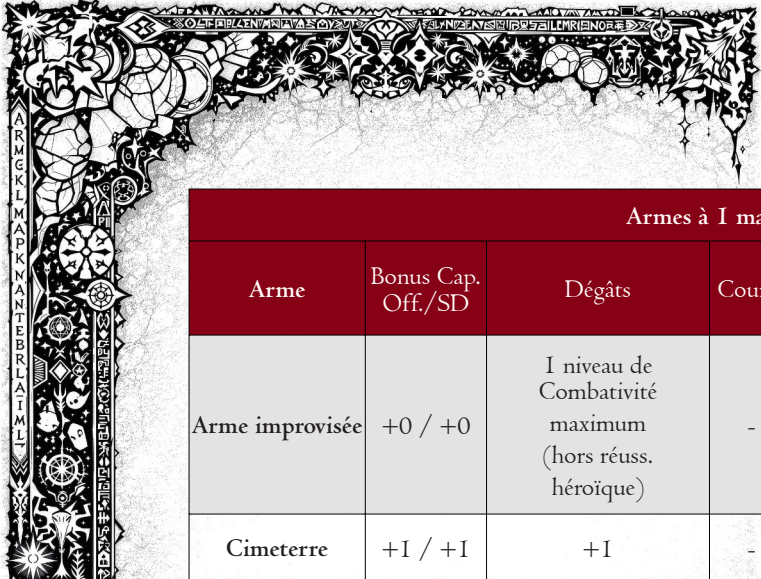 Armes à 1 ma
Arme
Bonus Cap.
Off./SD
Dégâts
Cou
Arme improvisée
+0 / +0
1 niveau de
Combativité
maximum
(hors réuss.
héroïque)
-
Cimeterre
+1 / +1
+1
-